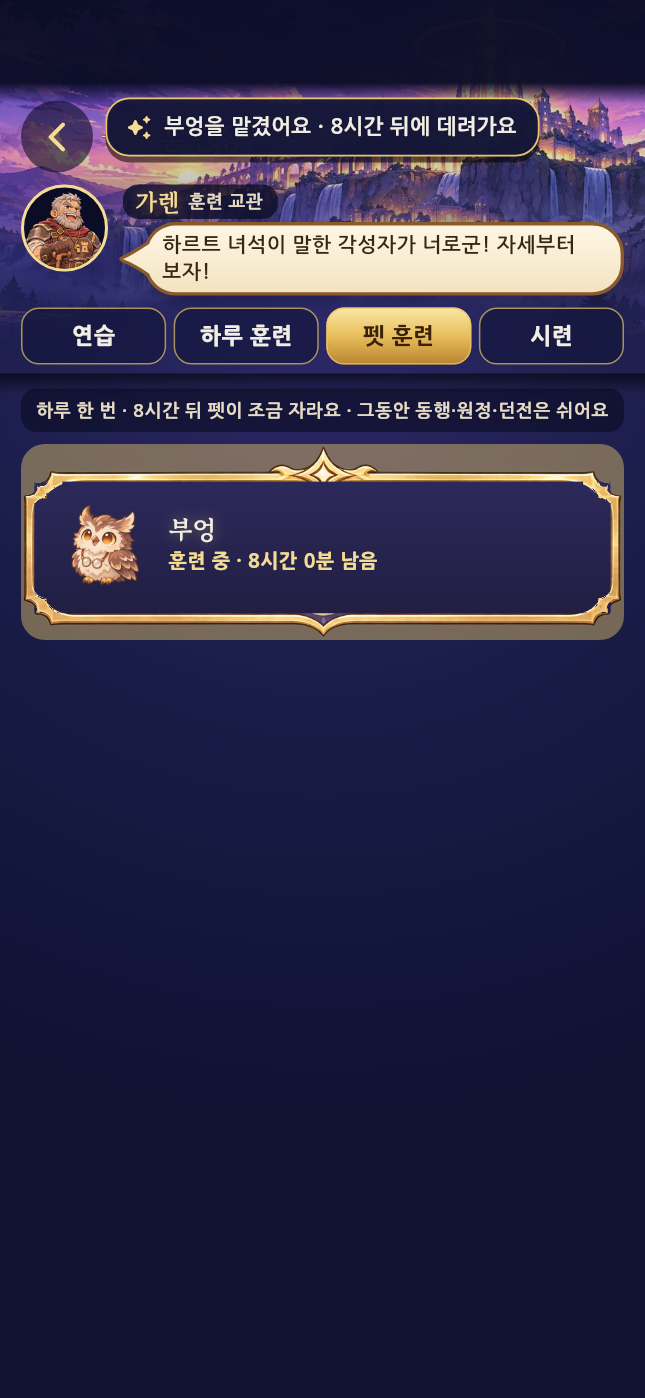 부엉을 맡겼어요 · 8시간 뒤에 데려가요
가렌 훈련 교관
하르트 녀석이 말한 각성자가 너로군! 자세부터
보자!
연습
하루 훈련
펫 훈련
시련
하루 한 번 · 8시간 뒤 펫이 조금 자라요 · 그동안 동행·원정·던전은 쉬어요
부엉
훈련 중 · 8시간 0분 남음